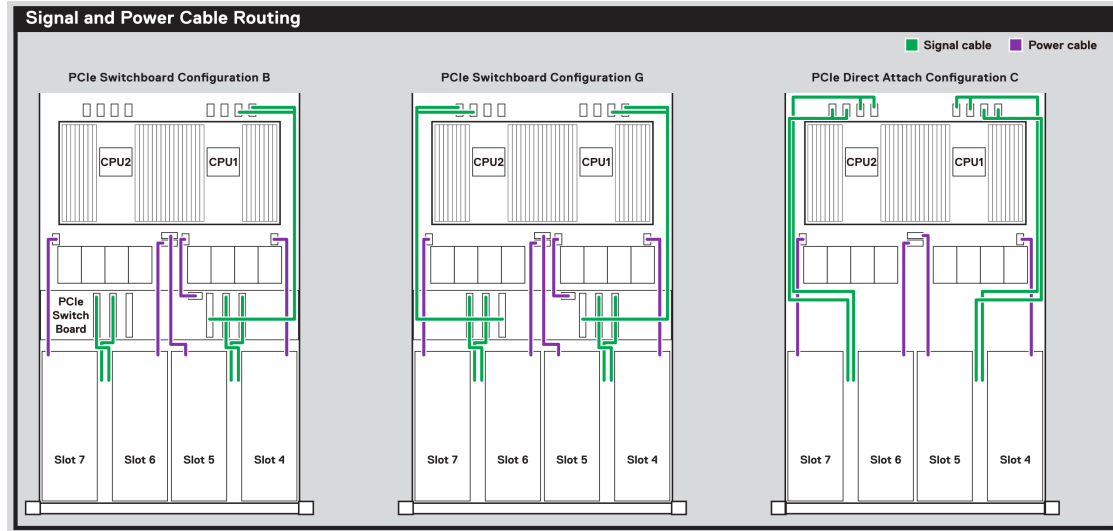 Signal and Power Cable Routing
Signal cable
Power cable
PCIe Switchboard Configuration B
CPU2
CPU1
PCIe
Switch
Board
Slot 7
Slot 6
Slot 5
Slot 4
PCIe Switchboard Configuration G
CPU2
CPU1
Slot 7
Slot 6
Slot 5
Slot 4
PCIe Direct Attach Configuration C
CPU2
CPU1
Slot 7
Slot 6
Slot 5
Slot 4